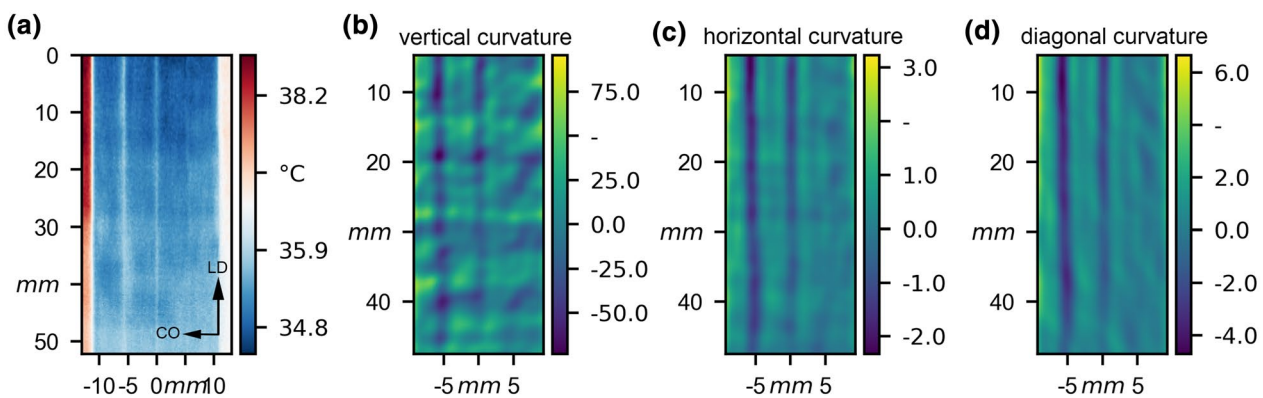 (a)
0
10
20
30
mm
50
-10 -5 0 mm 10
LD
CO
38.2
°C
35.9
34.8
(b)
vertical curvature
10
20
mm
40
-5 mm 5
75.0
-
25.0
0.0
-25.0
-50.0
(c)
horizontal curvature
10
20
mm
40
-5 mm 5
3.0
-
1.0
0.0
-1.0
-2.0
(d)
diagonal curvature
10
20
mm
40
-5 mm 5
6.0
-
2.0
0.0
-2.0
-4.0